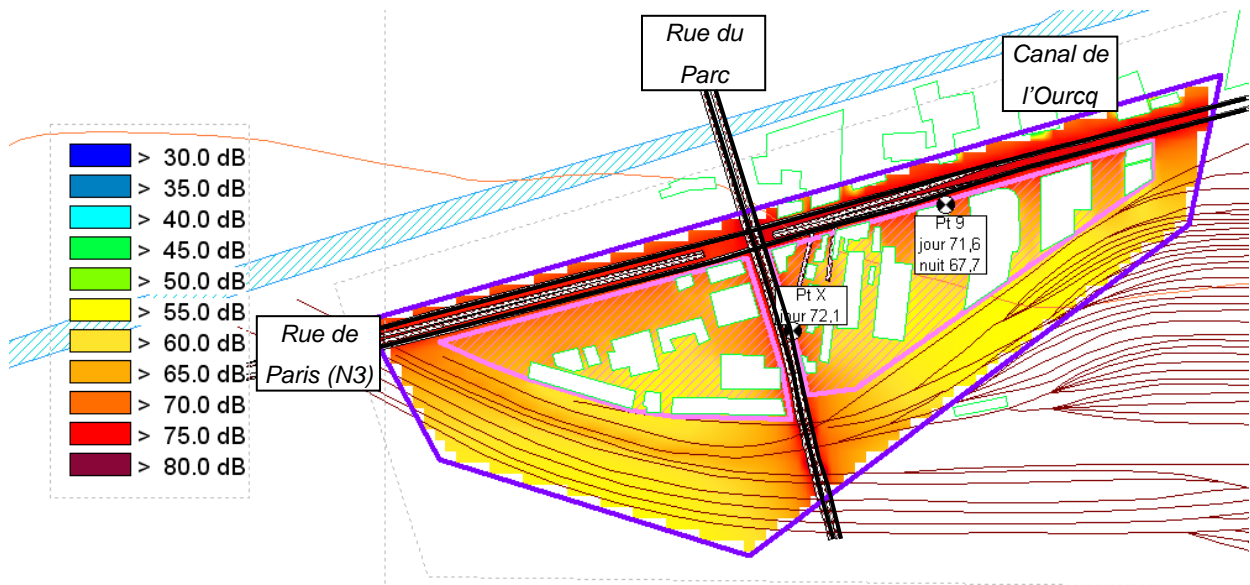 Rue du
Parc
Canal de
l'Ourcq
> 30.0 dB
> 35.0 dB
> 40.0 dB
> 45.0 dB
> 50.0 dB
> 55.0 dB
> 60.0 dB
> 65.0 dB
> 70.0 dB
> 75.0 dB
> 80.0 dB
Pt 9
jour 71,6
nuit 67,7
Pt X
our 72,1
Rue de
Paris (N3)